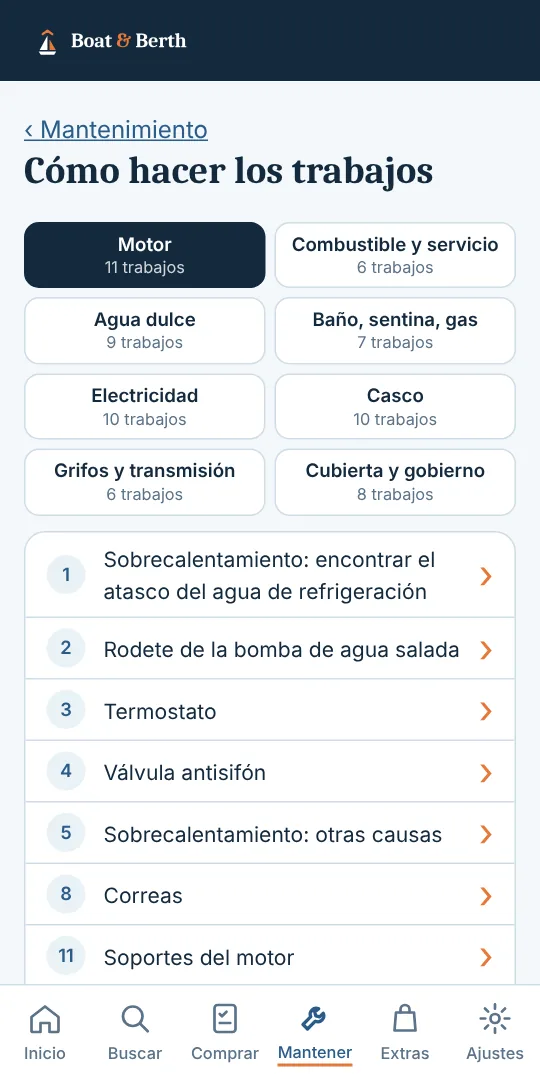 Boat & Berth
‹ Mantenimiento
Cómo hacer los trabajos
Motor
11 trabajos
Combustible y servicio
6 trabajos
Agua dulce
9 trabajos
Baño, sentina, gas
7 trabajos
Electricidad
10 trabajos
Casco
10 trabajos
Grifos y transmisión
6 trabajos
Cubierta y gobierno
8 trabajos
1 Sobrecalentamiento: encontrar el
atasco del agua de refrigeración
2 Rodete de la bomba de agua salada
3 Termostato
4 Válvula antisifón
5 Sobrecalentamiento: otras causas
8 Correas
11 Soportes del motor
Inicio
Buscar
Comprar
Mantener
Extras
Ajustes